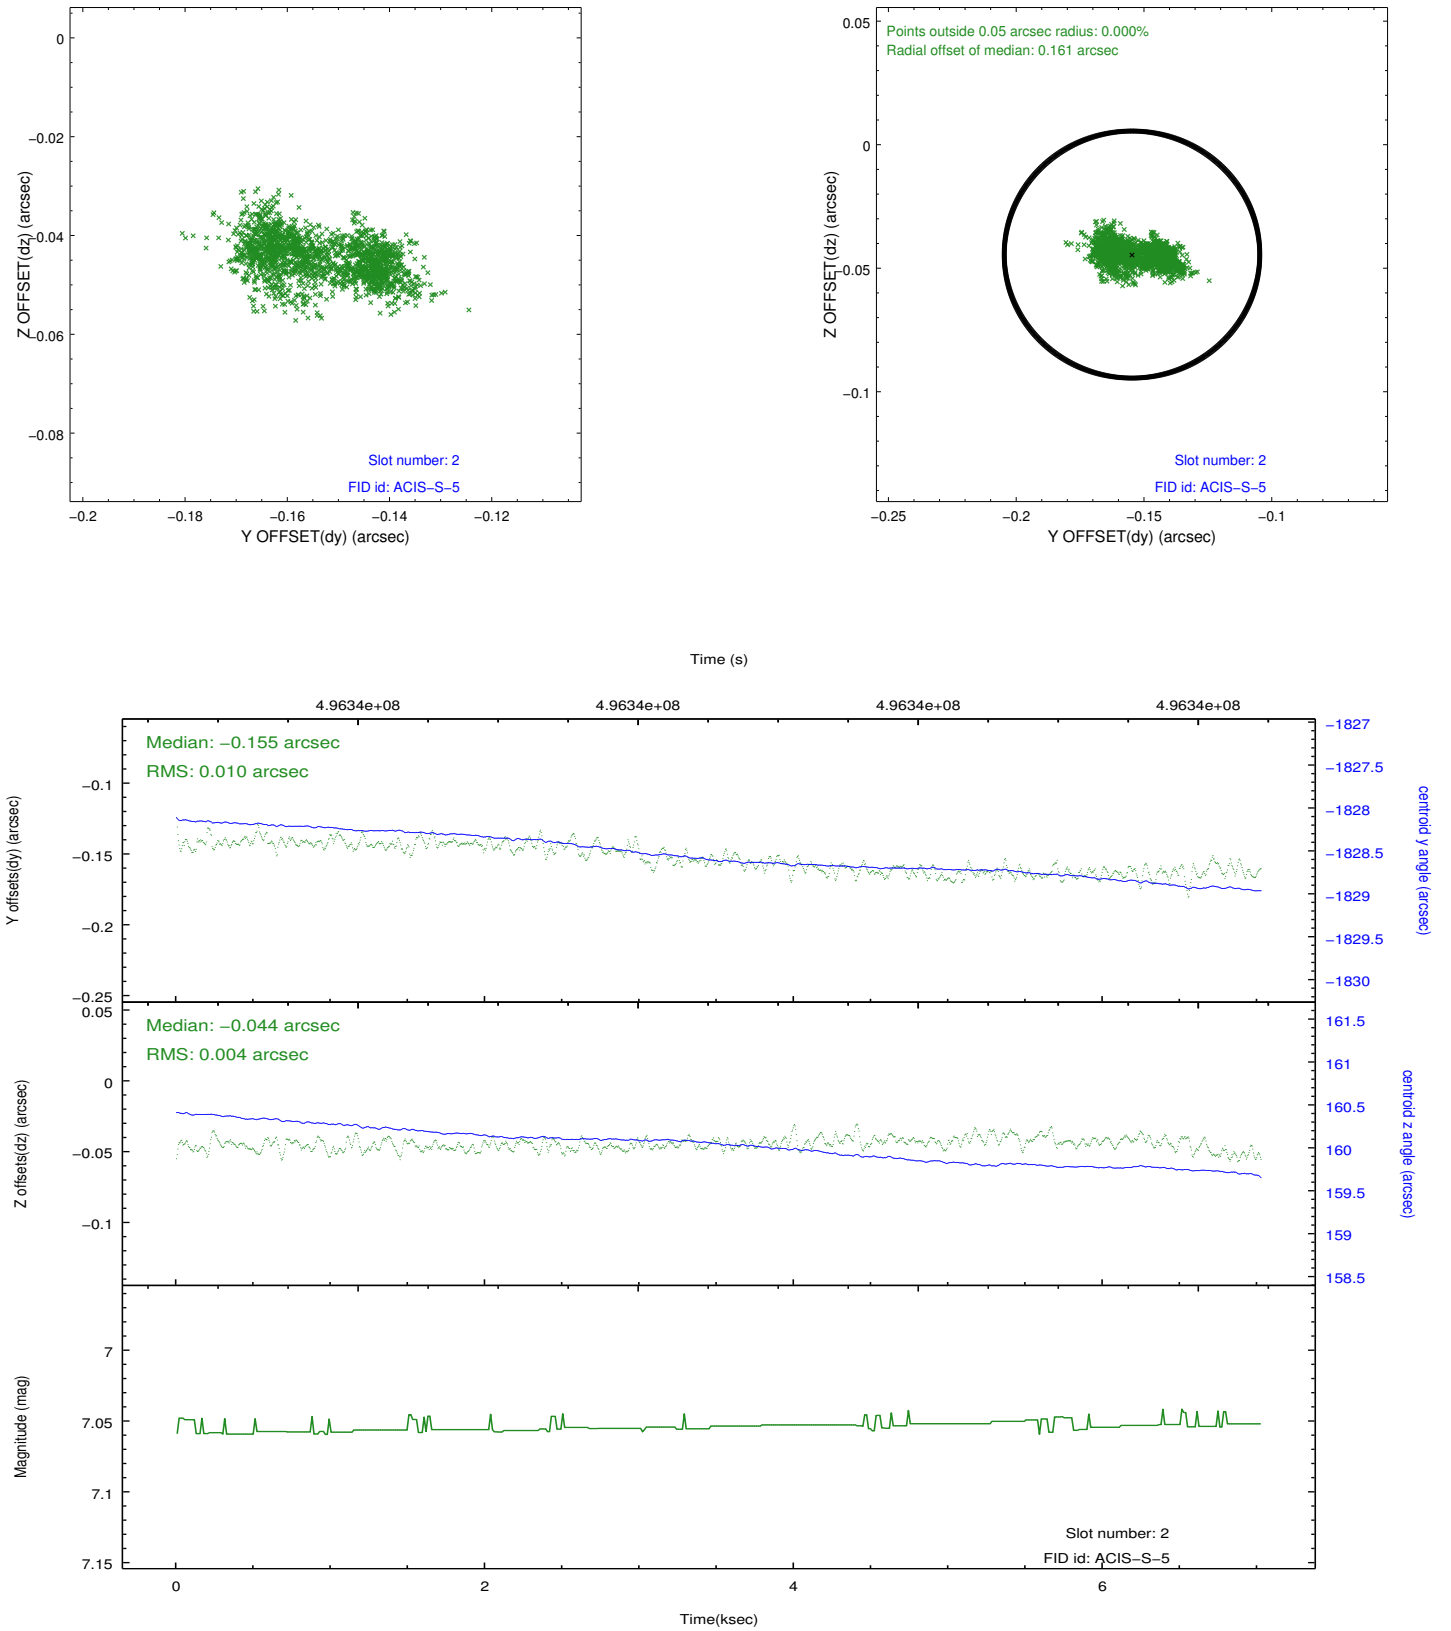 0
−0.02
−0.04
−0.06
−0.08
Z OFFSET(dz) (arcsec)
Slot number: 2
FID id: ACIS−S−5
−0.2
−0.18
−0.16
−0.14
−0.12
Y OFFSET(dy) (arcsec)
0.05
0
−0.05
−0.1
Z OFFSET(dz) (arcsec)
Points outside 0.05 arcsec radius: 0.000%
Radial offset of median: 0.161 arcsec
Slot number: 2
FID id: ACIS−S−5
−0.25
−0.2
−0.15
−0.1
Y OFFSET(dy) (arcsec)
Time (s)
4.9634e+08
4.9634e+08
4.9634e+08
4.9634e+08
Median: −0.155 arcsec
RMS: 0.010 arcsec
−0.1
−0.15
−0.2
−0.25
Y offsets(dy) (arcsec)
−1827
−1827.5
−1828
−1828.5
−1829
−1829.5
−1830
centroid y angle (arcsec)
Median: −0.044 arcsec
RMS: 0.004 arcsec
0.05
0
−0.05
−0.1
Z offsets(dz) (arcsec)
161.5
161
160.5
160
159.5
159
158.5
centroid z angle (arcsec)
7
7.05
7.1
7.15
Magnitude (mag)
Slot number: 2
FID id: ACIS−S−5
0
2
4
6
Time(ksec)